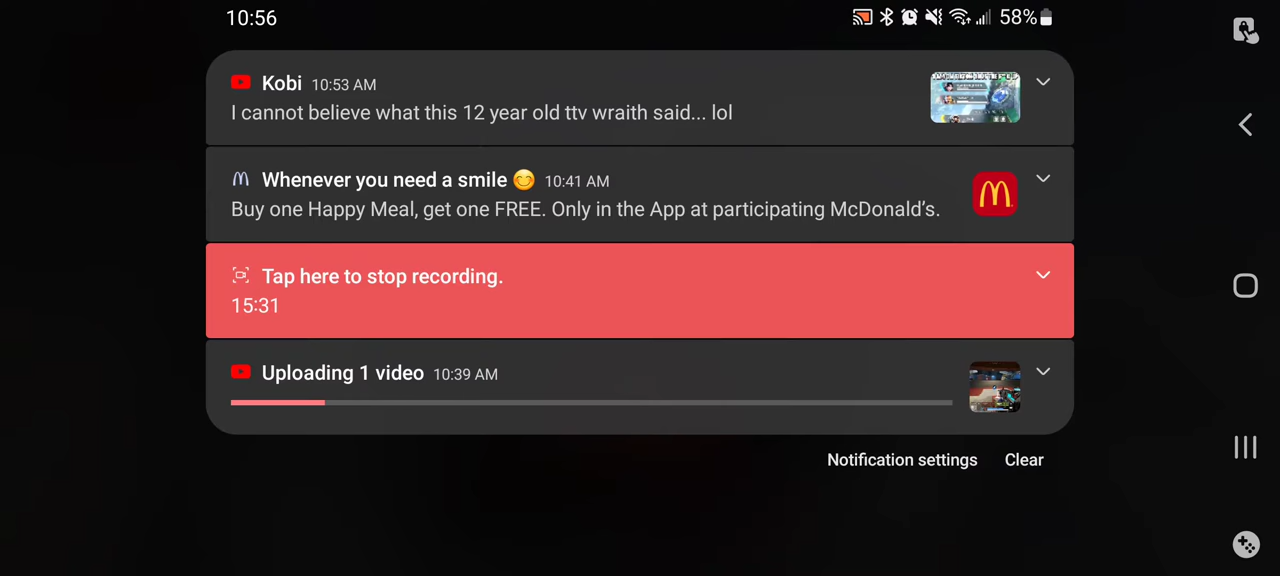 10:56
58%
Kobi 10:53 AM
I cannot believe what this 12 year old ttv wraith said... lol
Whenever you need a smile 😊 10:41 AM
Buy one Happy Meal, get one FREE. Only in the App at participating McDonald’s.
Tap here to stop recording.
15:31
Uploading 1 video 10:39 AM
Notification settings Clear